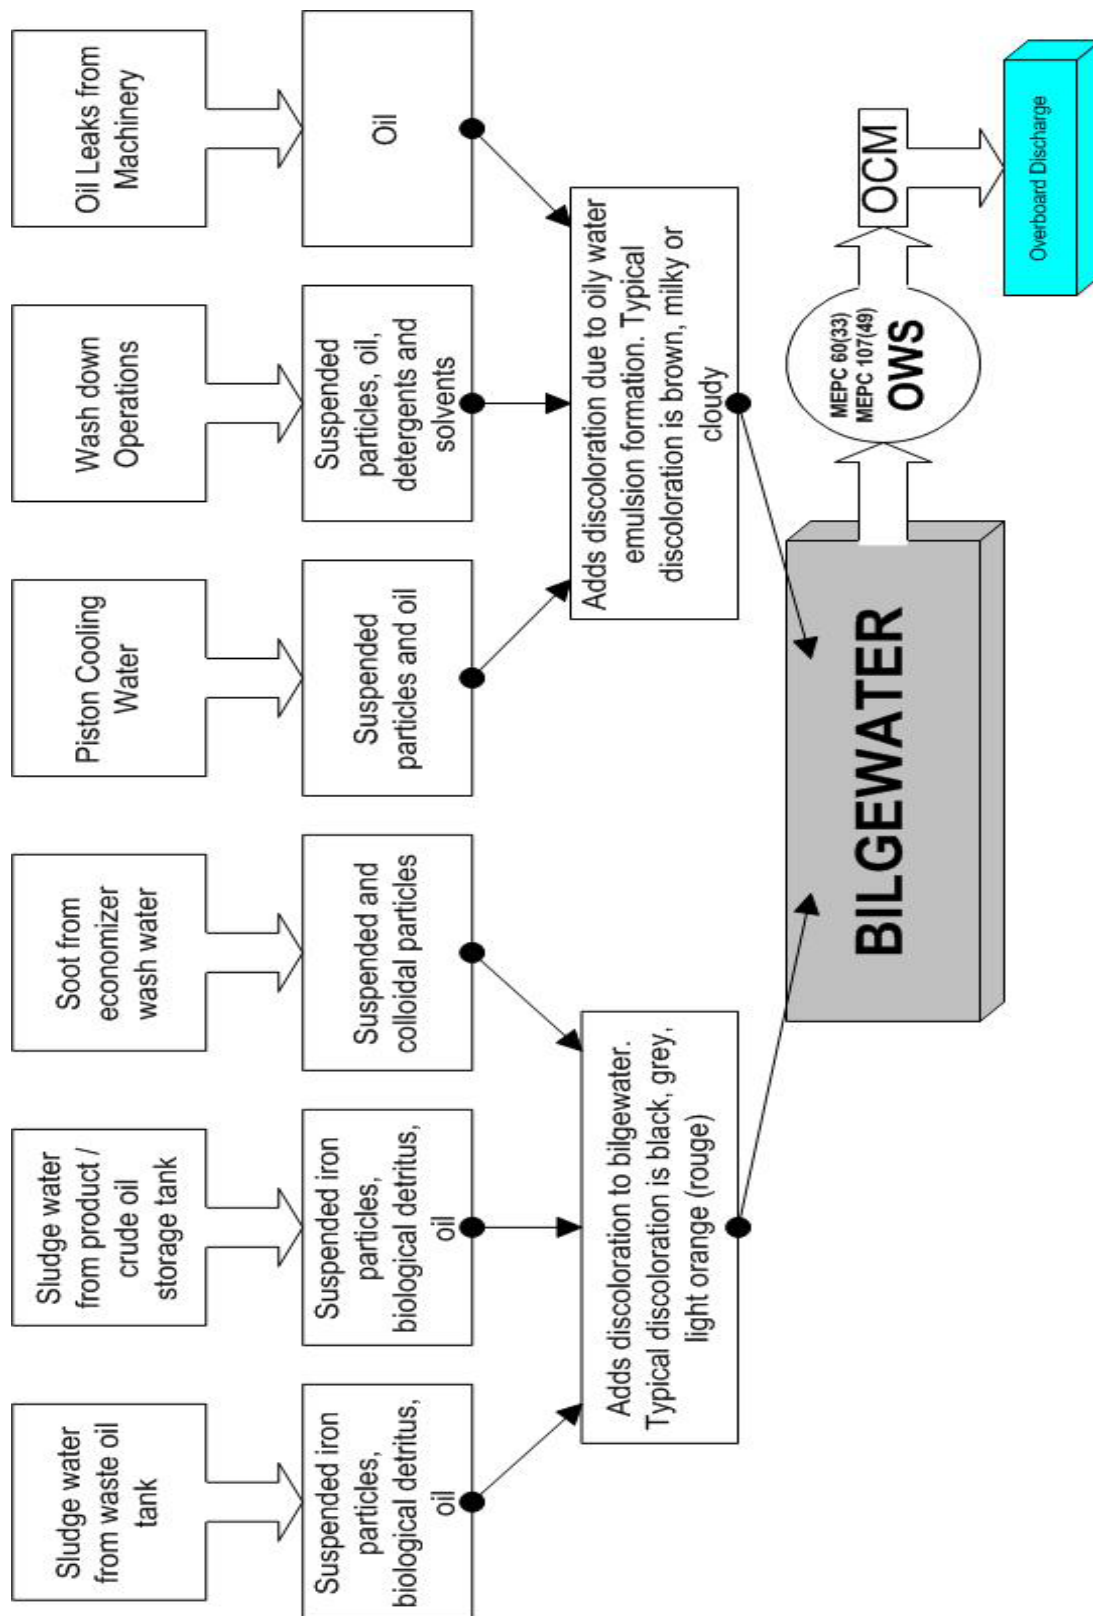 Sludge water
from waste oil
tank
Sludge water
from product /
crude oil
storage tank
Soot from
economizer
wash water
Piston Cooling
Water
Wash down
Operations
Oil Leaks from
Machinery
Suspended iron
particles,
biological detritus,
oil
Suspended iron
particles,
biological detritus,
oil
Suspended and
colloidal particles
Suspended
particles and oil
Suspended
particles, oil,
detergents and
solvents
Oil
Adds discoloration to bilgewater.
Typical discoloration is black, grey,
light orange (rouge)
Adds discoloration due to oily water
emulsion formation. Typical
discoloration is brown, milky or
cloudy
BILGEWATER
MEPC 60(33)
MEPC 107(49)
OWS
OCM
Overboard Discharge